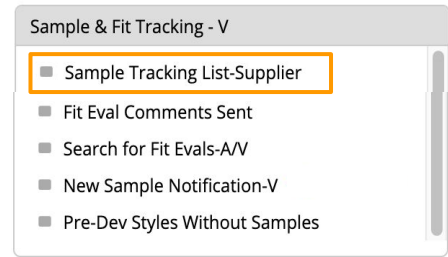 Sample & Fit Tracking - V
Sample Tracking List-Supplier
Fit Eval Comments Sent
Search for Fit Evals-A/V
New Sample Notification-V
Pre-Dev Styles Without Samples